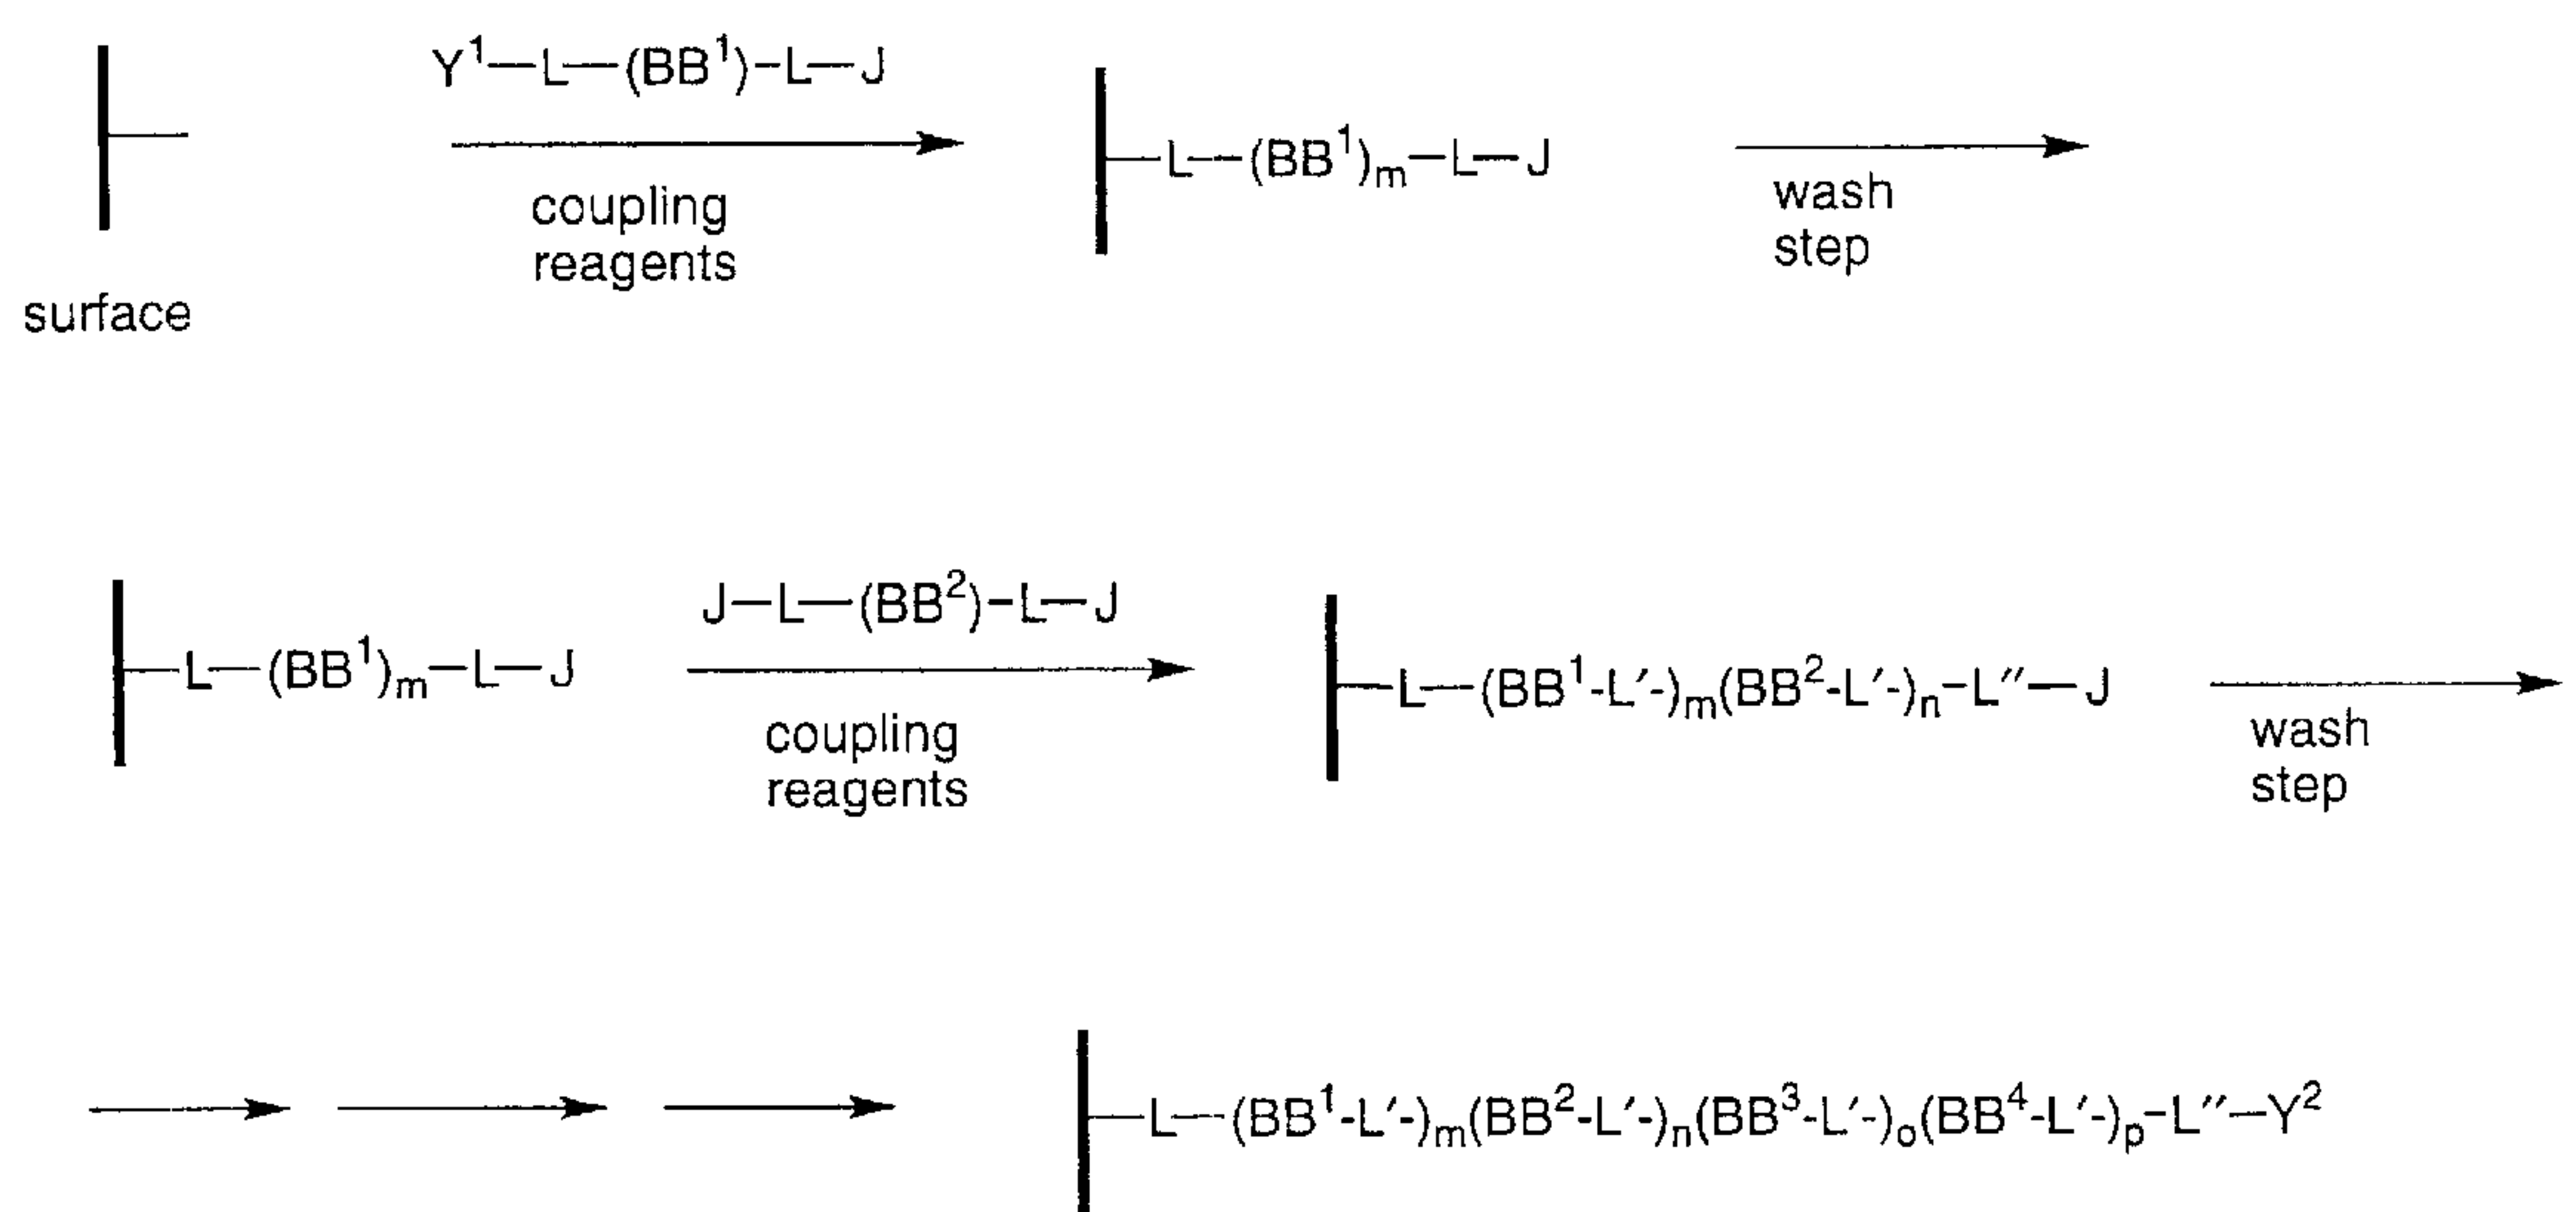 Y¹—L—(BB¹)–L—J
coupling
reagents
surface
L--(BB¹)ₘ—L—J
wash
step
L—(BB¹)ₘ—L—J
J—L—(BB²)–L—J
coupling
reagents
L—(BB¹-L′-)ₘ(BB²-L′-)ₙ–L″—J
wash
step
L—(BB¹-L′-)ₘ(BB²-L′-)ₙ(BB³-L′-)ₒ(BB⁴-L′-)ₚ–L″—Y²